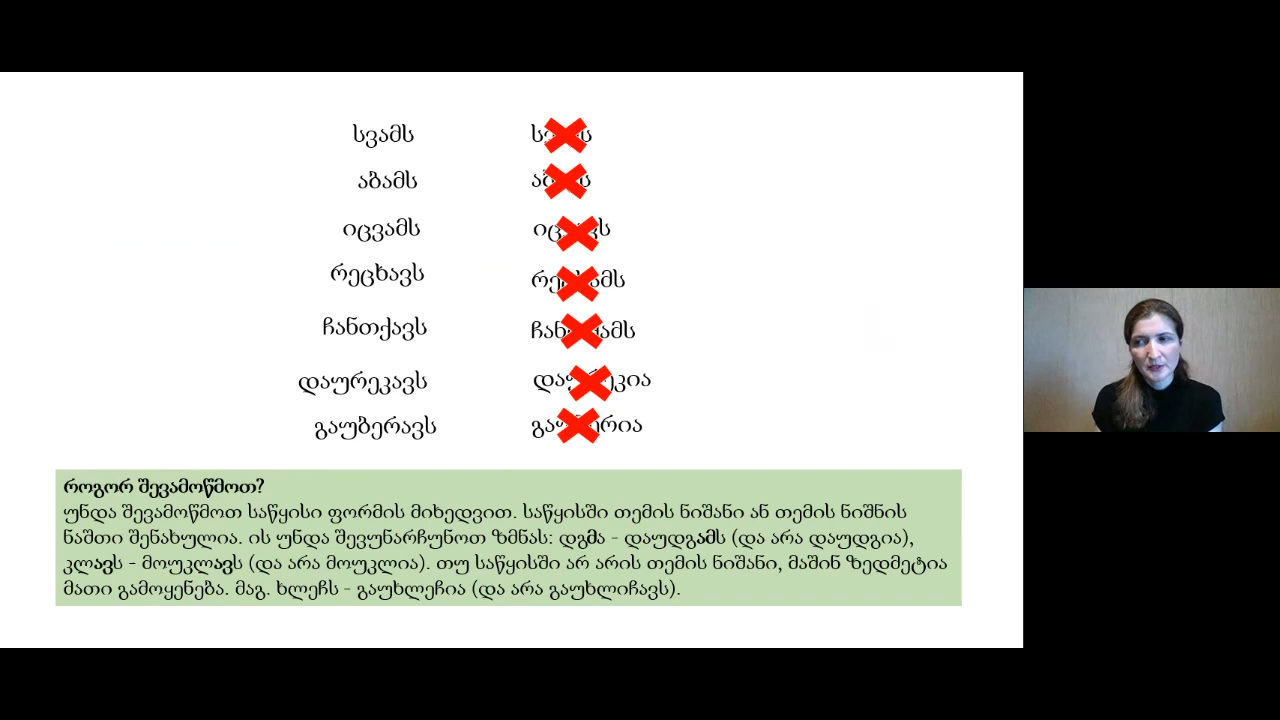 სვამს
აბამს
იცვამს
რეცხავს
ჩანთქავს
დაურეკავს დაურეკია
გაუბერავს გაუბერია
როგორ შევამოწმოთ?
უნდა შევამოწმოთ საწყისი ფორმის მიხედვით. საწყისში თემის ნიშანი ან თემის ნიშნის
ნაშთი შენახულია. ის უნდა შევუნარჩუნოთ ზმნას: დგმა - დაუდგამს (და არა დაუდგია),
კლავს - მოუკლავს (და არა მოუკლია). თუ საწყისში არ არის თემის ნიშანი, მაშინ ზედმეტია
მათი გამოყენება. მაგ. ხლეჩს - გაუხლეჩია (და არა გაუხლიჩავს).